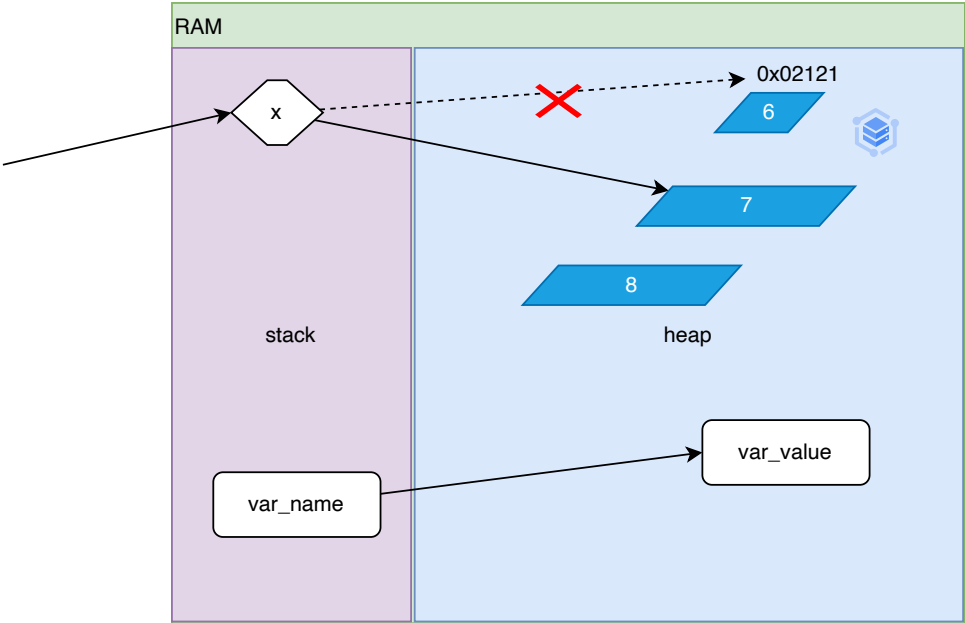 RAM
x
0x02121
6
7
8
stack
heap
var_value
var_name